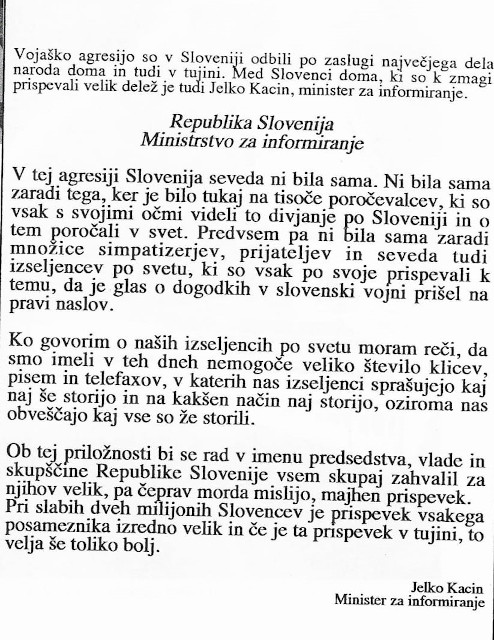 Vojaško agresijo so v Sloveniji odbili po zaslugi največjega dela
naroda doma in tudi v tujini. Med Slovenci doma, ki so k zmagi
prispevali velik delež je tudi Jelko Kacin, minister za informiranje.
Republika Slovenija
Ministrstvo za informiranje
V tej agresiji Slovenija seveda ni bila sama. Ni bila sama
zaradi tega, ker je bilo tukaj na tisoče poročevalcev, ki so
vsak s svojimi očmi videli to divjanje po Sloveniji in o
tem poročali v svet. Predvsem pa ni bila sama zaradi
množice simpatizerjev, prijateljev in seveda tudi
izseljencev po svetu, ki so vsak po svoje prispevali k
temu, da je glas o dogodkih v slovenski vojni prišel na
pravi naslov.
Ko govorim o naših izseljencih po svetu moram reči, da
smo imeli v teh dneh nemogoče veliko število klicev,
pisem in telefaxov, v katerih nas izseljenci sprašujejo kaj
naj še storijo in na kakšen način naj storijo, oziroma nas
obveščajo kaj vse so že storili.
Ob tej priložnosti bi se rad v imenu predsedstva, vlade in
skupščine Republike Slovenije vsem skupaj zahvalil za
njihov velik, pa čeprav morda mislijo, majhen prispevek.
Pri slabih dveh milijonih Slovencev je prispevek vsakega
posameznika izredno velik in če je ta prispevek v tujini, to
velja še toliko bolj.
Jelko Kacin
Minister za informiranje